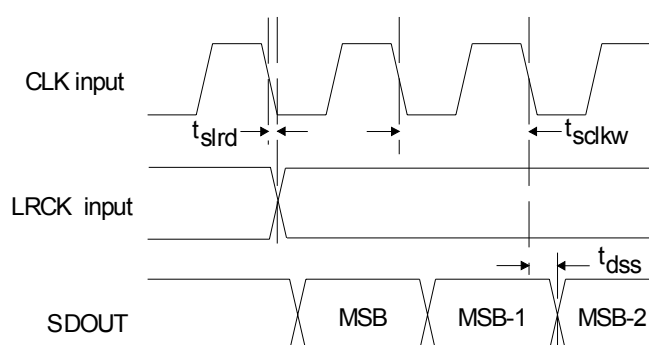 CLK input
tslrd
tsclkw
LRCK input
tdss
SDOUT
MSB
MSB-1
MSB-2